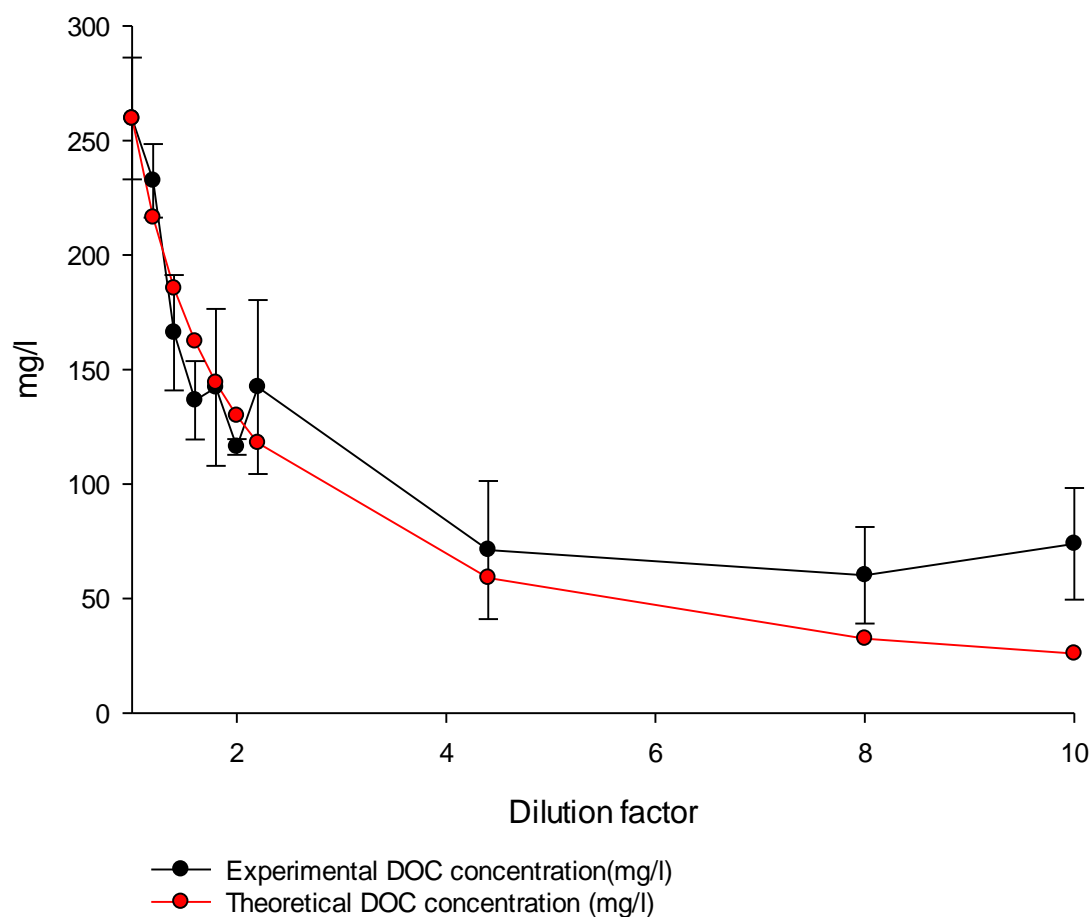 300
250
200
150
100
50
0
mg/l
2 4 6 8 10
Dilution factor
Experimental DOC concentration(mg/l)
Theoretical DOC concentration (mg/l)